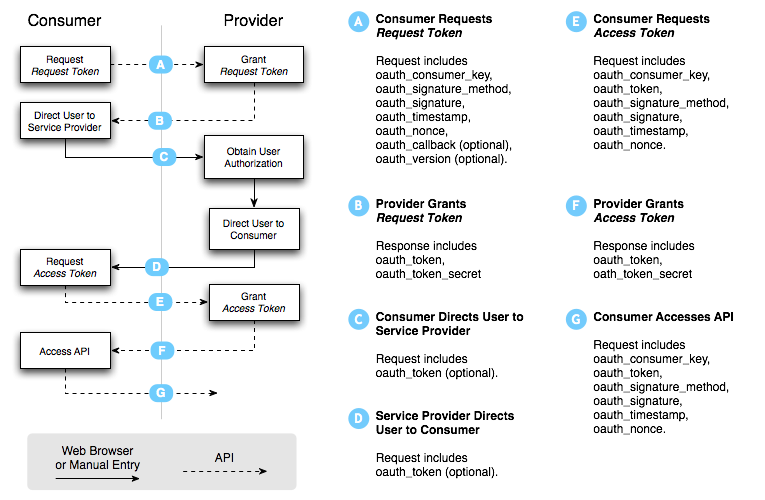 Consumer
Provider
Request
Request Token
A
Grant
Request Token
Direct User to
Service Provider
B
C
Obtain User
Authorization
Direct User to
Consumer
Request
Access Token
D
E
Grant
Access Token
Access API
F
G
Web Browser
or Manual Entry
API
A
Consumer Requests
Request Token
Request includes
oauth_consumer_key,
oauth_signature_method,
oauth_signature,
oauth_timestamp,
oauth_nonce,
oauth_callback (optional),
oauth_version (optional).
B
Provider Grants
Request Token
Response includes
oauth_token,
oauth_token_secret
C
Consumer Directs User to
Service Provider
Request includes
oauth_token (optional).
D
Service Provider Directs
User to Consumer
Request includes
oauth_token (optional).
E
Consumer Requests
Access Token
Request includes
oauth_consumer_key,
oauth_token,
oauth_signature_method,
oauth_signature,
oauth_timestamp,
oauth_nonce.
F
Provider Grants
Access Token
Response includes
oauth_token,
oath_token_secret
G
Consumer Accesses API
Request includes
oauth_consumer_key,
oauth_token,
oauth_signature_method,
oauth_signature,
oauth_timestamp,
oauth_nonce.